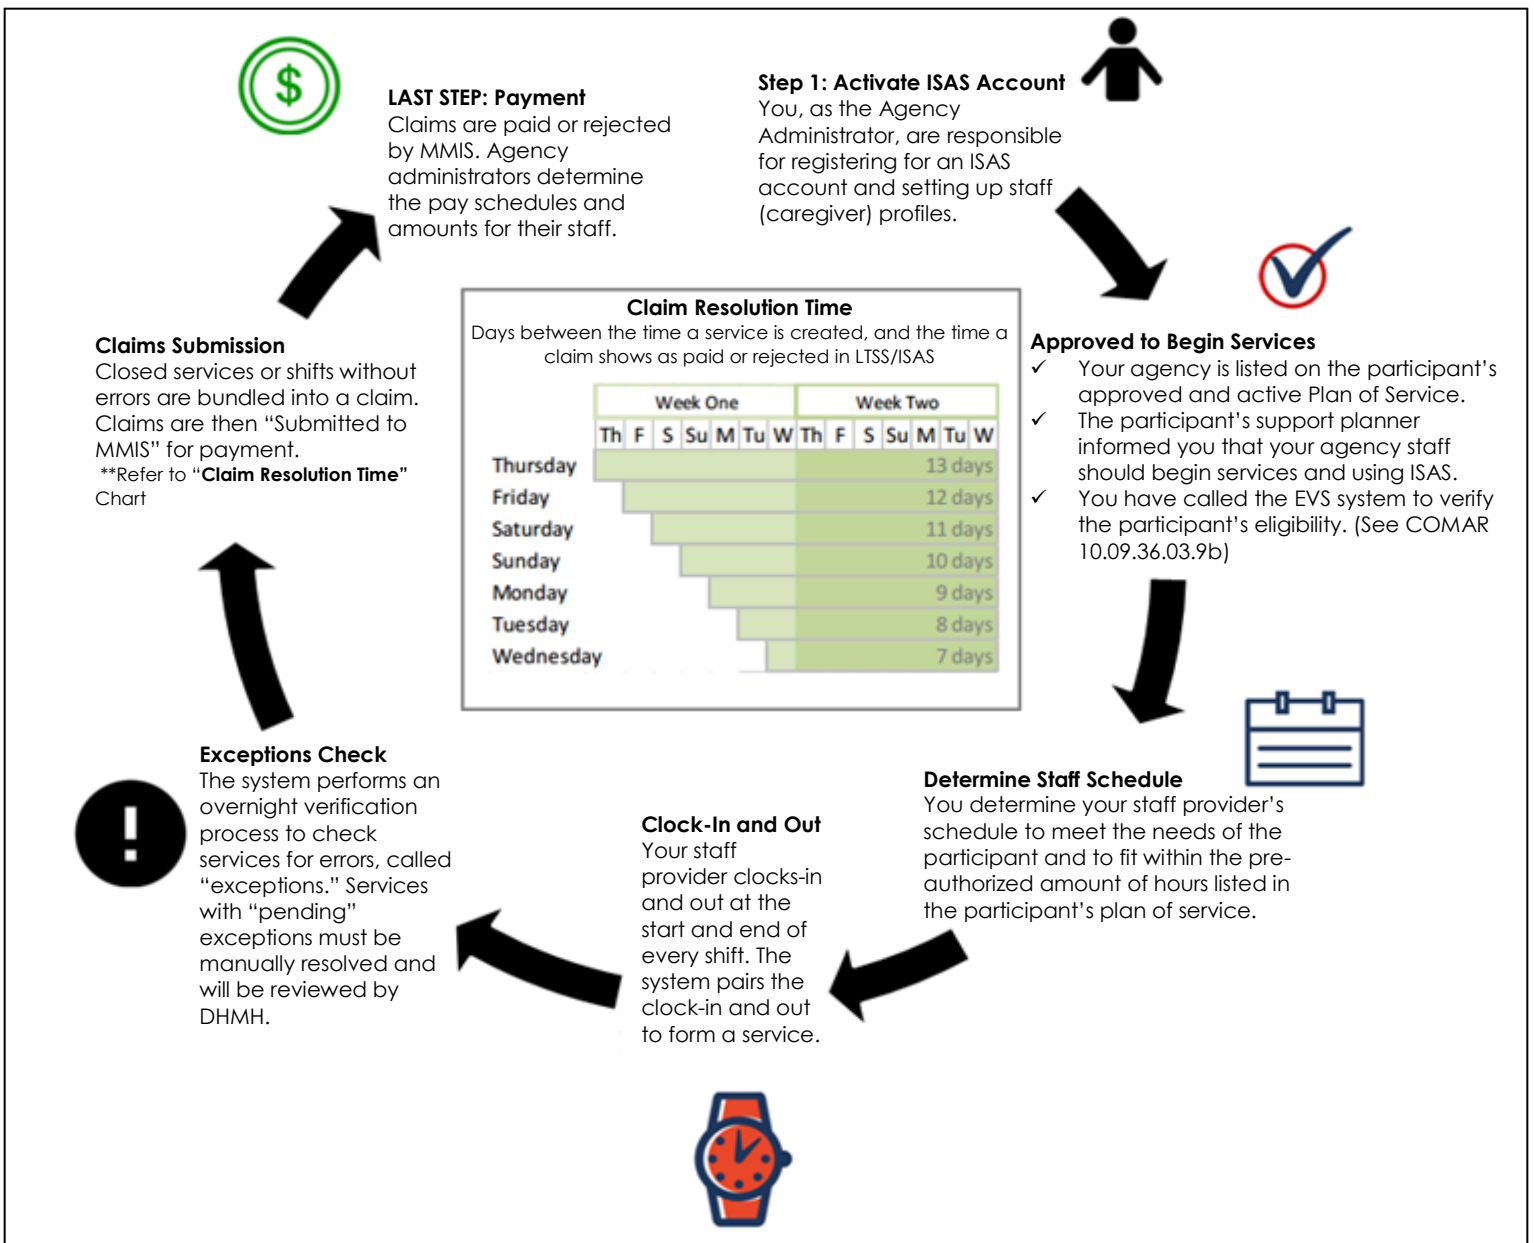 Step 1: Activate ISAS Account
You, as the Agency
Administrator, are responsible
for registering for an ISAS
account and setting up staff
(caregiver) profiles.
Approved to Begin Services
✓ Your agency is listed on the participant's
approved and active Plan of Service.
✓ The participant's support planner
informed you that your agency staff
should begin services and using ISAS.
✓ You have called the EVS system to verify
the participant's eligibility. (See COMAR
10.09.36.03.9b)
Determine Staff Schedule
You determine your staff provider's
schedule to meet the needs of the
participant and to fit within the pre-
authorized amount of hours listed in
the participant's plan of service.
Clock-In and Out
Your staff
provider clocks-in
and out at the
start and end of
every shift. The
system pairs the
clock-in and out
to form a service.
Exceptions Check
The system performs an
overnight verification
process to check
services for errors, called
“exceptions.” Services
with “pending”
exceptions must be
manually resolved and
will be reviewed by
DHMH.
!
Claims Submission
Closed services or shifts without
errors are bundled into a claim.
Claims are then “Submitted to
MMIS” for payment.
**Refer to “Claim Resolution Time”
Chart
$
LAST STEP: Payment
Claims are paid or rejected
by MMIS. Agency
administrators determine
the pay schedules and
amounts for their staff.
Claim Resolution Time
Days between the time a service is created, and the time a
claim shows as paid or rejected in LTSS/ISAS
Week One Week Two
Th F S Su M Tu W Th F S Su M Tu W
Thursday 13 days
Friday 12 days
Saturday 11 days
Sunday 10 days
Monday 9 days
Tuesday 8 days
Wednesday 7 days